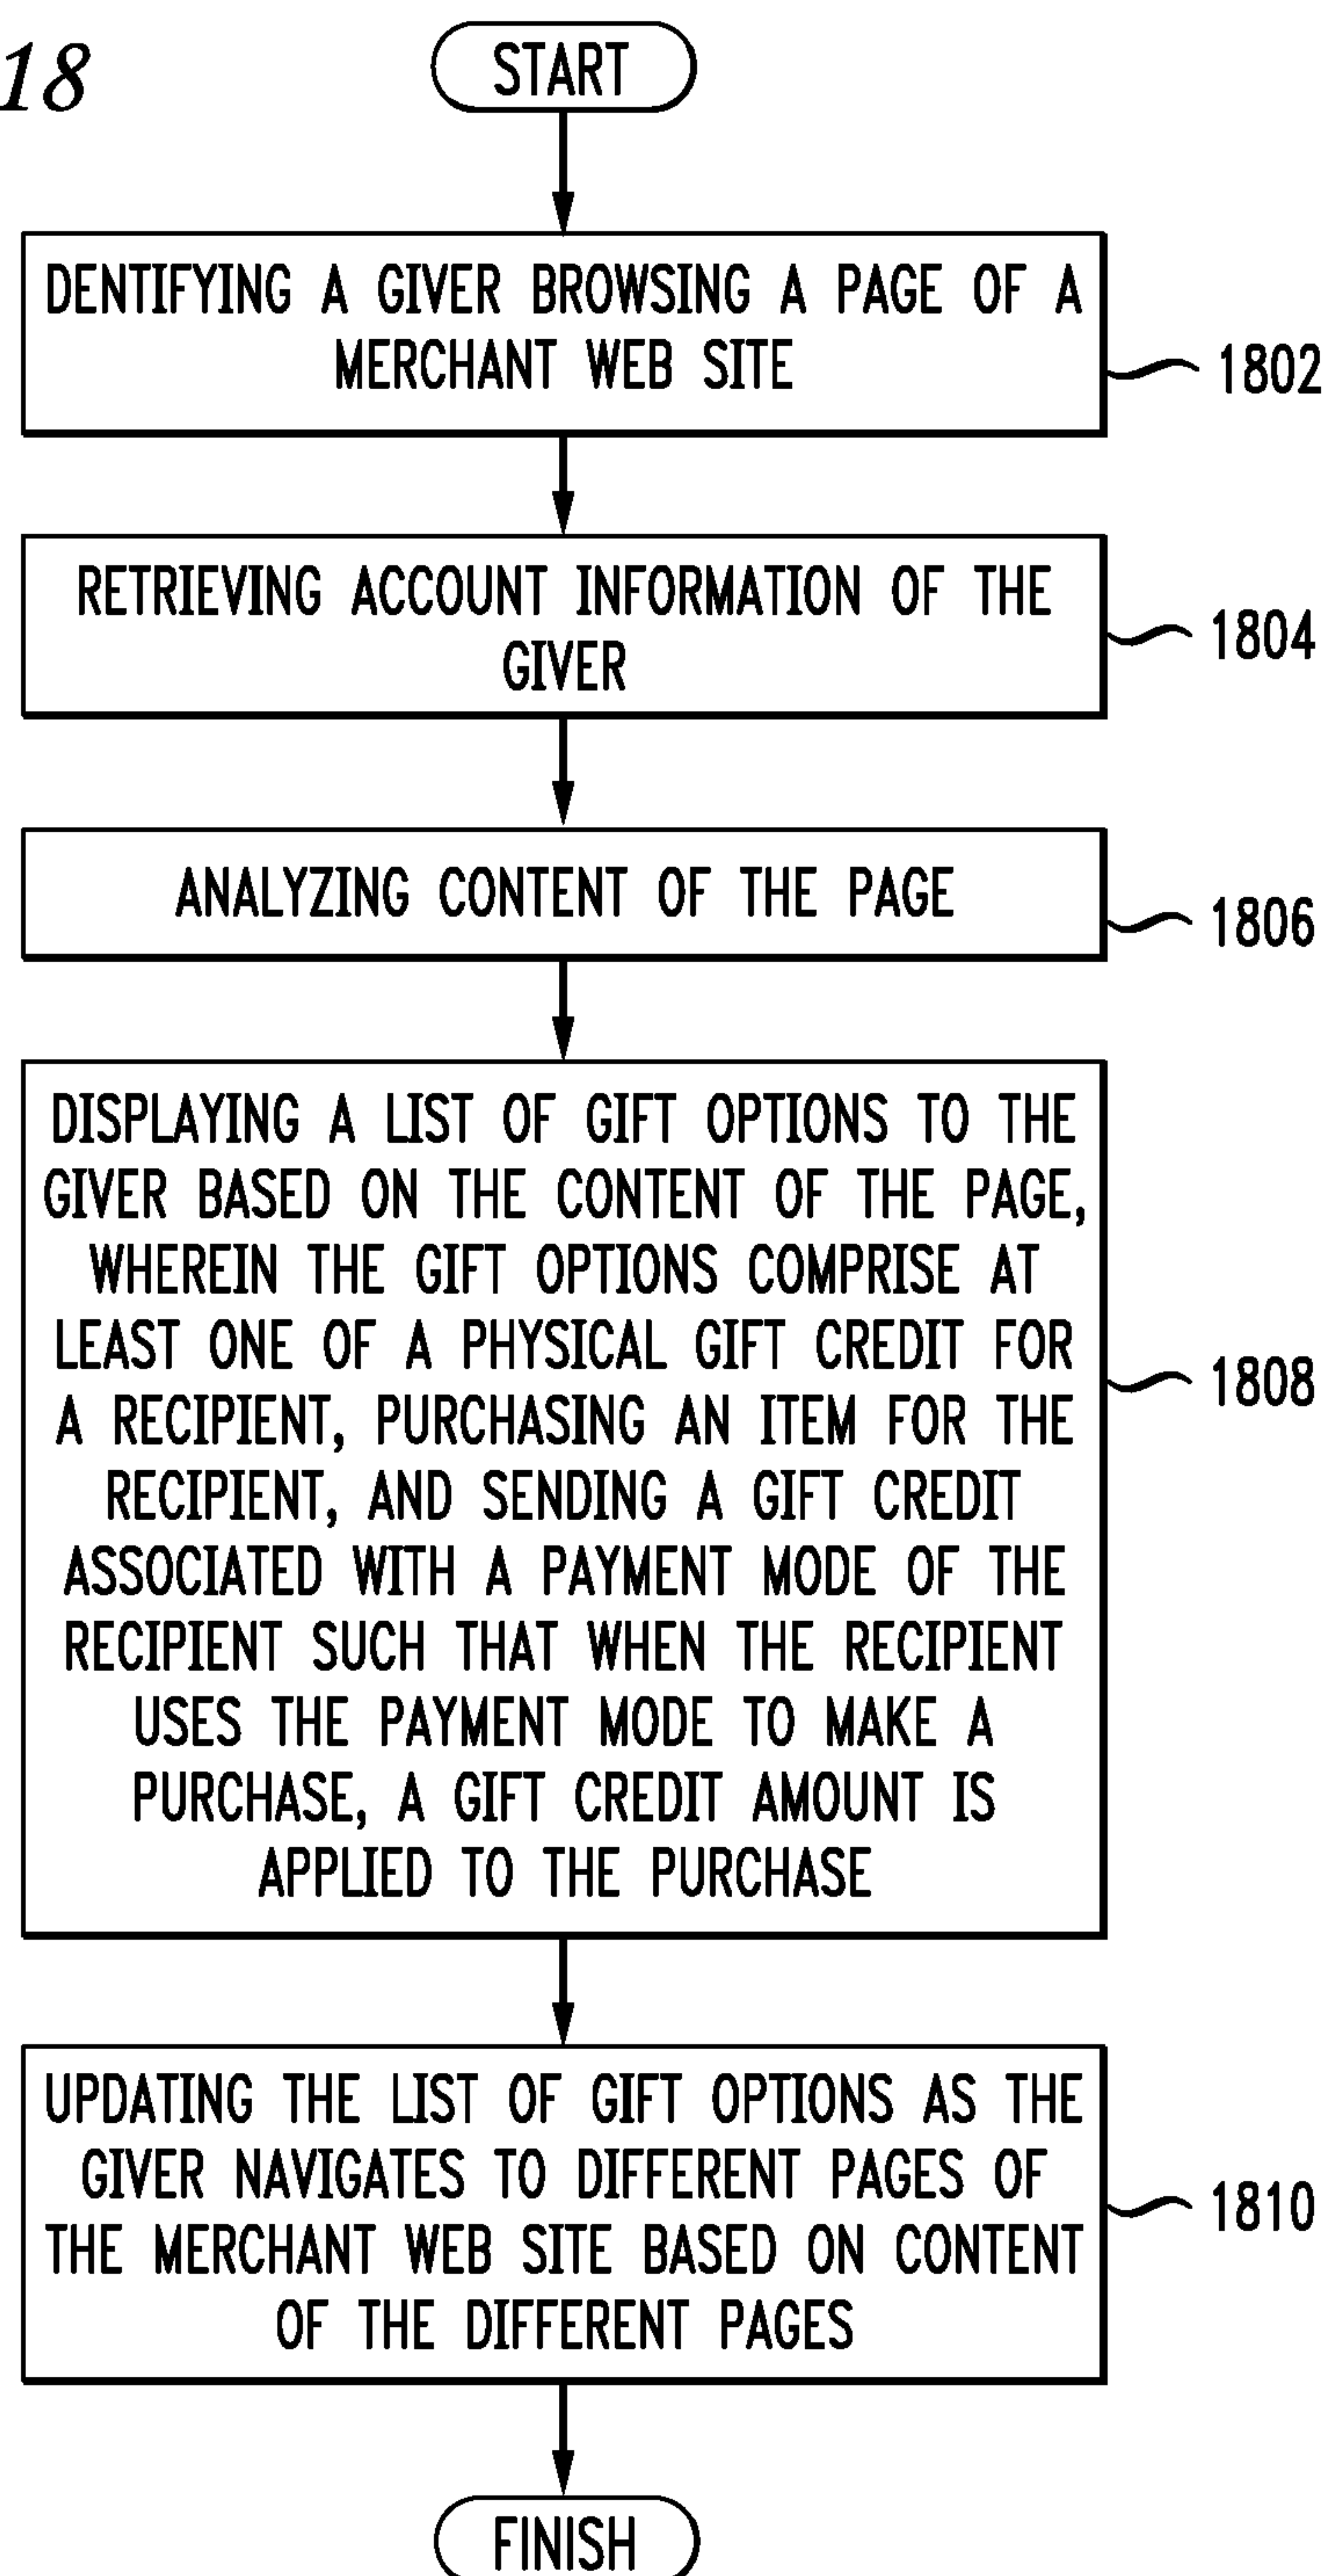 18
START
DENTIFYING A GIVER BROWSING A PAGE OF A
MERCHANT WEB SITE
1802
RETRIEVING ACCOUNT INFORMATION OF THE
GIVER
1804
ANALYZING CONTENT OF THE PAGE
1806
DISPLAYING A LIST OF GIFT OPTIONS TO THE
GIVER BASED ON THE CONTENT OF THE PAGE,
WHEREIN THE GIFT OPTIONS COMPRISE AT
LEAST ONE OF A PHYSICAL GIFT CREDIT FOR
A RECIPIENT, PURCHASING AN ITEM FOR THE
RECIPIENT, AND SENDING A GIFT CREDIT
ASSOCIATED WITH A PAYMENT MODE OF THE
RECIPIENT SUCH THAT WHEN THE RECIPIENT
USES THE PAYMENT MODE TO MAKE A
PURCHASE, A GIFT CREDIT AMOUNT IS
APPLIED TO THE PURCHASE
1808
UPDATING THE LIST OF GIFT OPTIONS AS THE
GIVER NAVIGATES TO DIFFERENT PAGES OF
THE MERCHANT WEB SITE BASED ON CONTENT
OF THE DIFFERENT PAGES
1810
FINISH